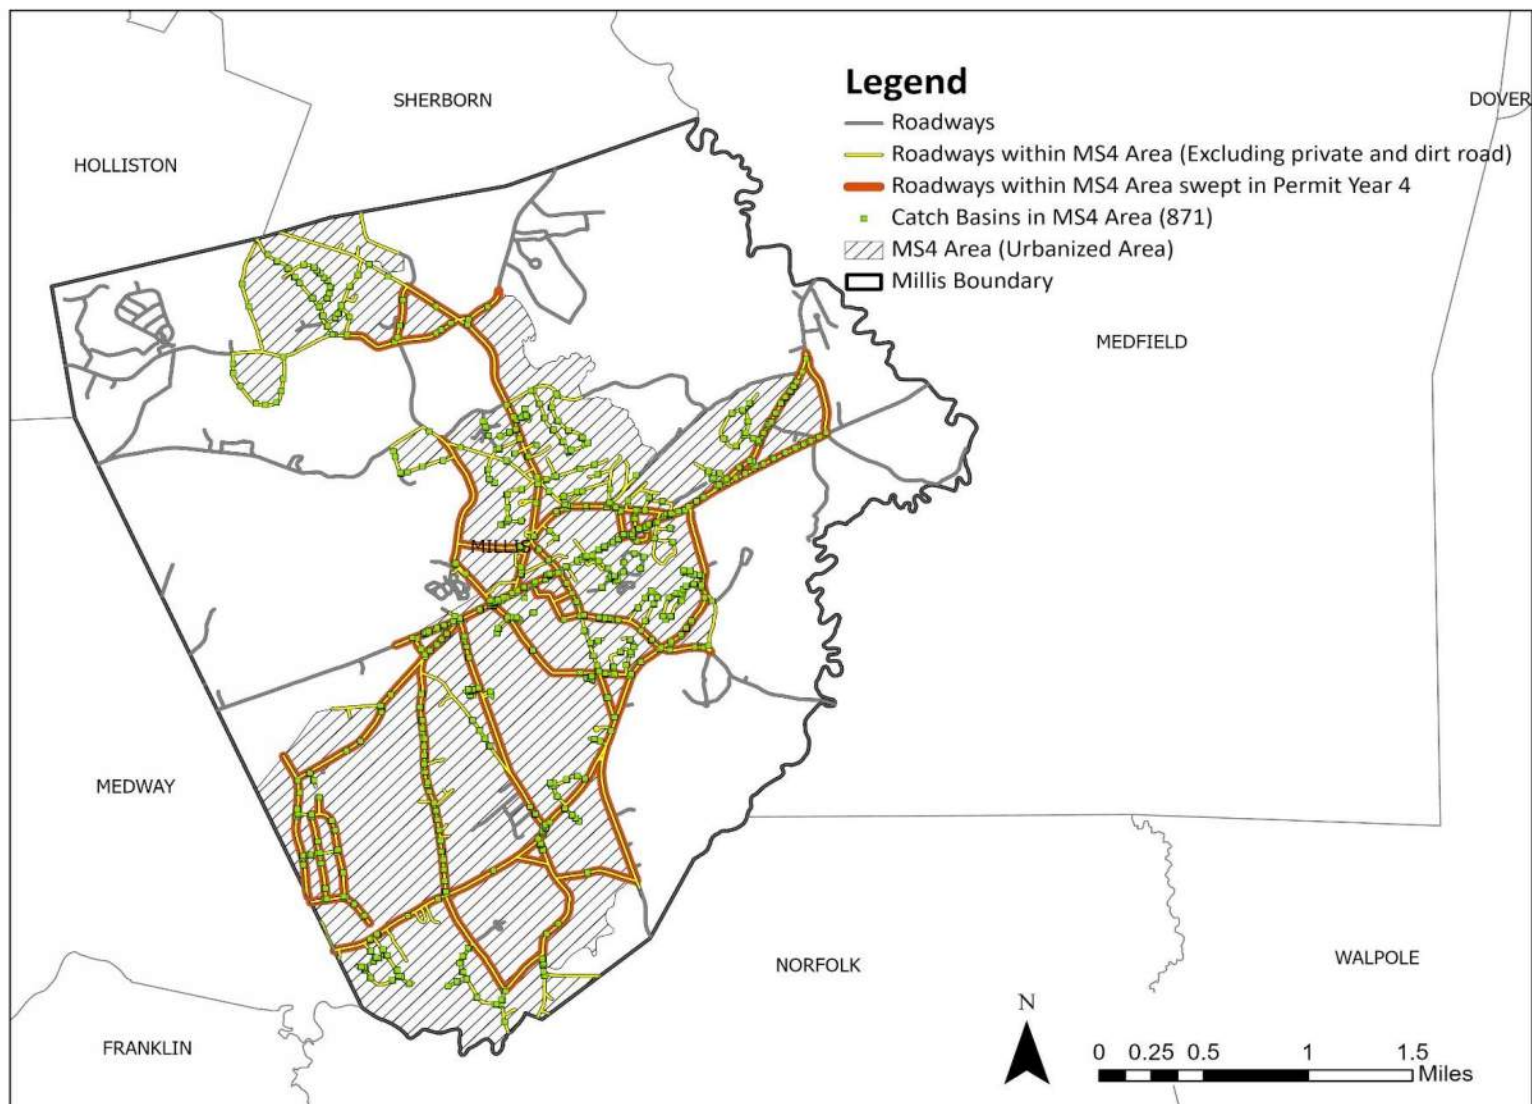 SHERBORN
DOVER
HOLLISTON
Legend
Roadways
Roadways within MS4 Area (Excluding private and dirt road)
Roadways within MS4 Area swept in Permit Year 4
Catch Basins in MS4 Area (871)
MS4 Area (Urbanized Area)
Millis Boundary
MEDFIELD
MILLIS
MEDWAY
NORFOLK
WALPOLE
FRANKLIN
N
0 0.25 0.5 1 1.5
Miles